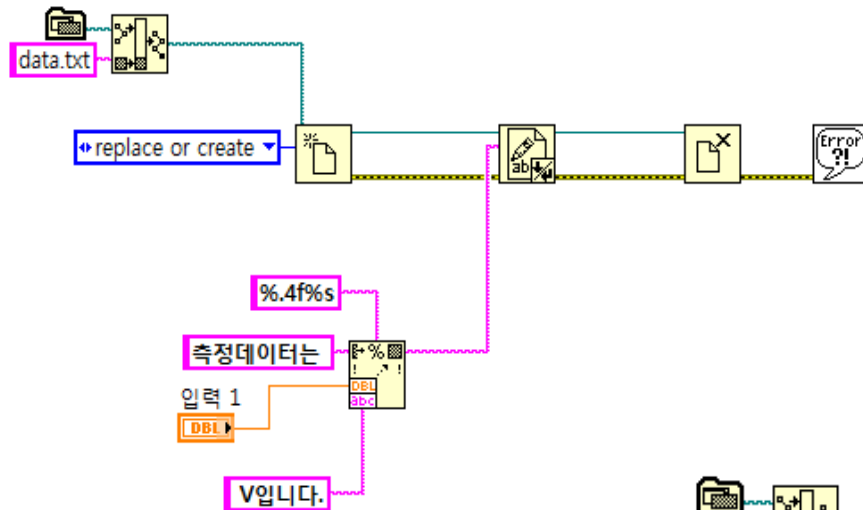 data.txt
replace or create
Error
?!
ab
%.4f%s
측정데이터는
%
! !
DBL
abc
입력 1
DBL
V입니다.